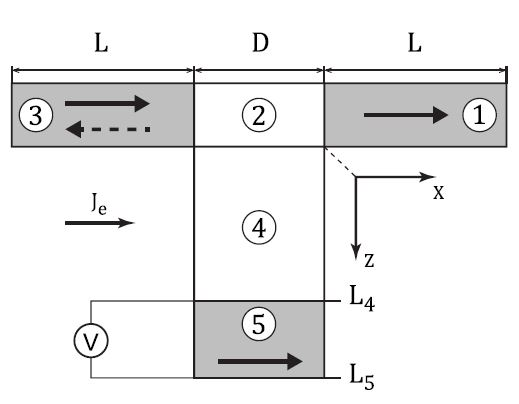 L D L
③ ② ①
x
Jₑ
④
z
L₄
⑤
V
L₅